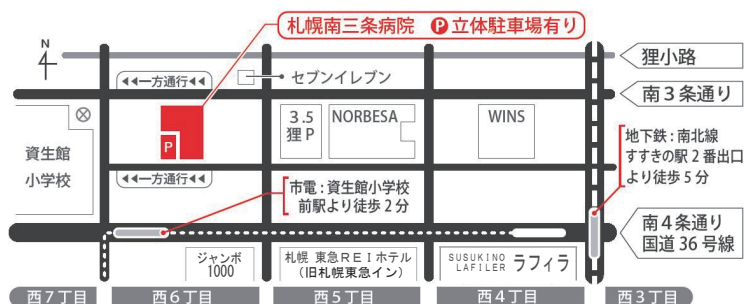 札幌南三条病院 P立体駐車場有り
N
狸小路
◀◀一方通行◀◀
セブンイレブン
南3条通り
資生館
小学校
P
3.5
狸P
NORBESA
WINS
地下鉄：南北線
すすきの駅2番出口
より徒歩5分
◀◀一方通行◀◀
市電：資生館小学校
前駅より徒歩2分
南4条通り
国道36号線
ジャンボ
1000
札幌 東急REIホテル
（旧札幌東急イン）
SUSUKINO
LAFILER ラフィラ
西7丁目
西6丁目
西5丁目
西4丁目
西3丁目